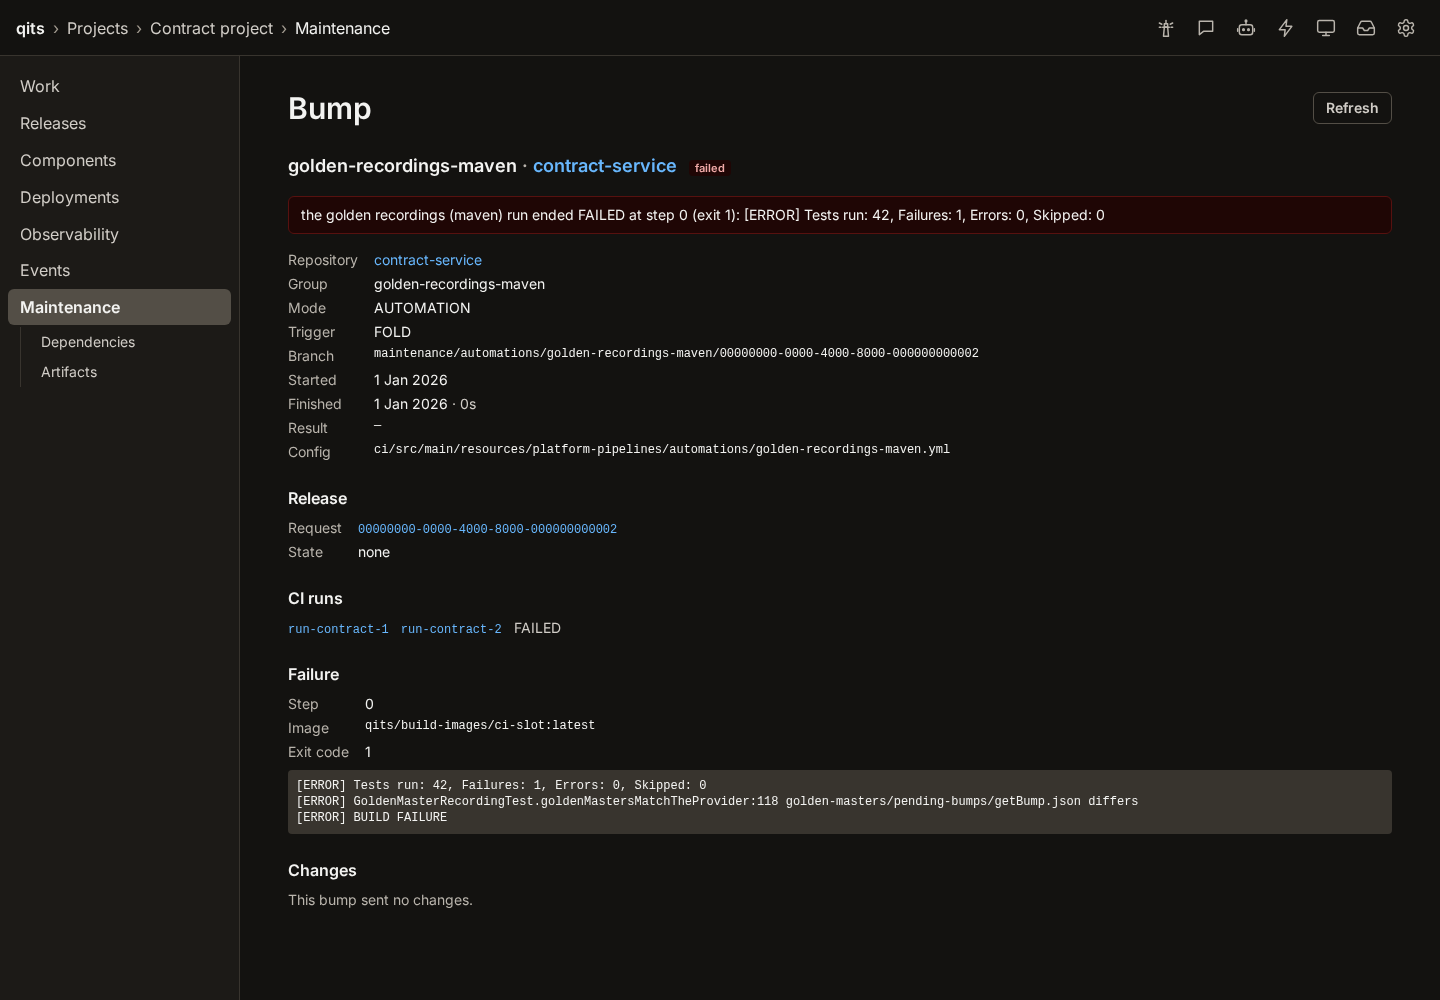 qits › Projects › Contract project › Maintenance
Work
Releases
Components
Deployments
Observability
Events
Maintenance
Dependencies
Artifacts
Bump
Refresh
golden-recordings-maven · contract-service failed
the golden recordings (maven) run ended FAILED at step 0 (exit 1): [ERROR] Tests run: 42, Failures: 1, Errors: 0, Skipped: 0
Repository contract-service
Group golden-recordings-maven
Mode AUTOMATION
Trigger FOLD
Branch maintenance/automations/golden-recordings-maven/00000000-0000-4000-8000-000000000002
Started 1 Jan 2026
Finished 1 Jan 2026 · 0s
Result –
Config ci/src/main/resources/platform-pipelines/automations/golden-recordings-maven.yml
Release
Request 00000000-0000-4000-8000-000000000002
State none
CI runs
run-contract-1 run-contract-2 FAILED
Failure
Step 0
Image qits/build-images/ci-slot:latest
Exit code 1
[ERROR] Tests run: 42, Failures: 1, Errors: 0, Skipped: 0
[ERROR] GoldenMasterRecordingTest.goldenMastersMatchTheProvider:118 golden-masters/pending-bumps/getBump.json differs
[ERROR] BUILD FAILURE
Changes
This bump sent no changes.